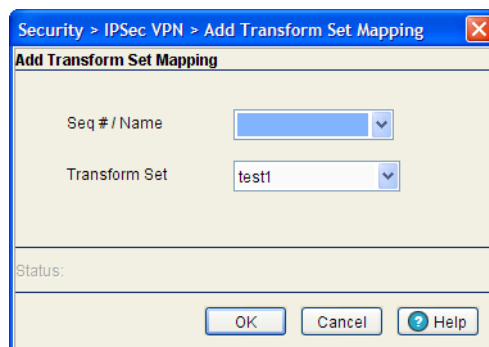 Security > IPSec VPN > Add Transform Set Mapping
Add Transform Set Mapping
Seq # / Name
Transform Set test1
Status:
OK Cancel Help